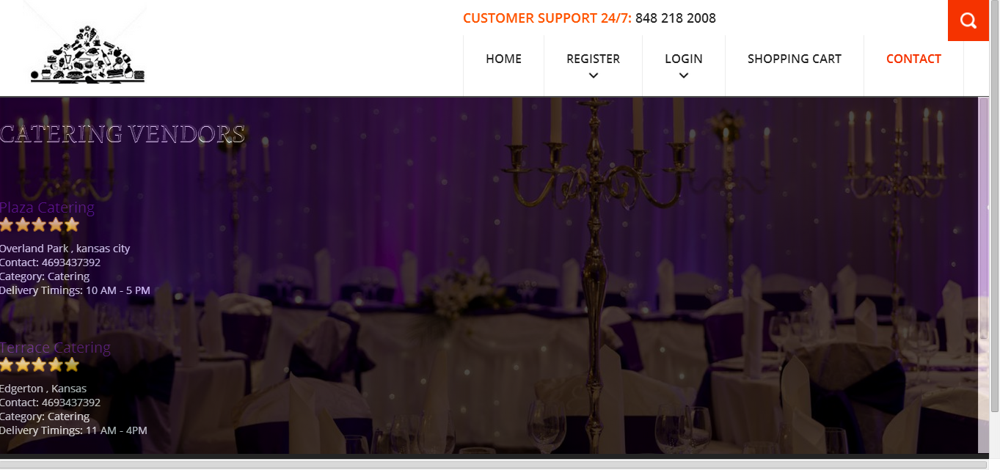 CUSTOMER SUPPORT 24/7: 848 218 2008
HOME
REGISTER
LOGIN
SHOPPING CART
CONTACT
CATERING VENDORS
Plaza Catering
Overland Park , kansas city
Contact: 4693437392
Category: Catering
Delivery Timings: 10 AM - 5 PM
Terrace Catering
Edgerton , Kansas
Contact: 4693437392
Category: Catering
Delivery Timings: 11 AM - 4PM